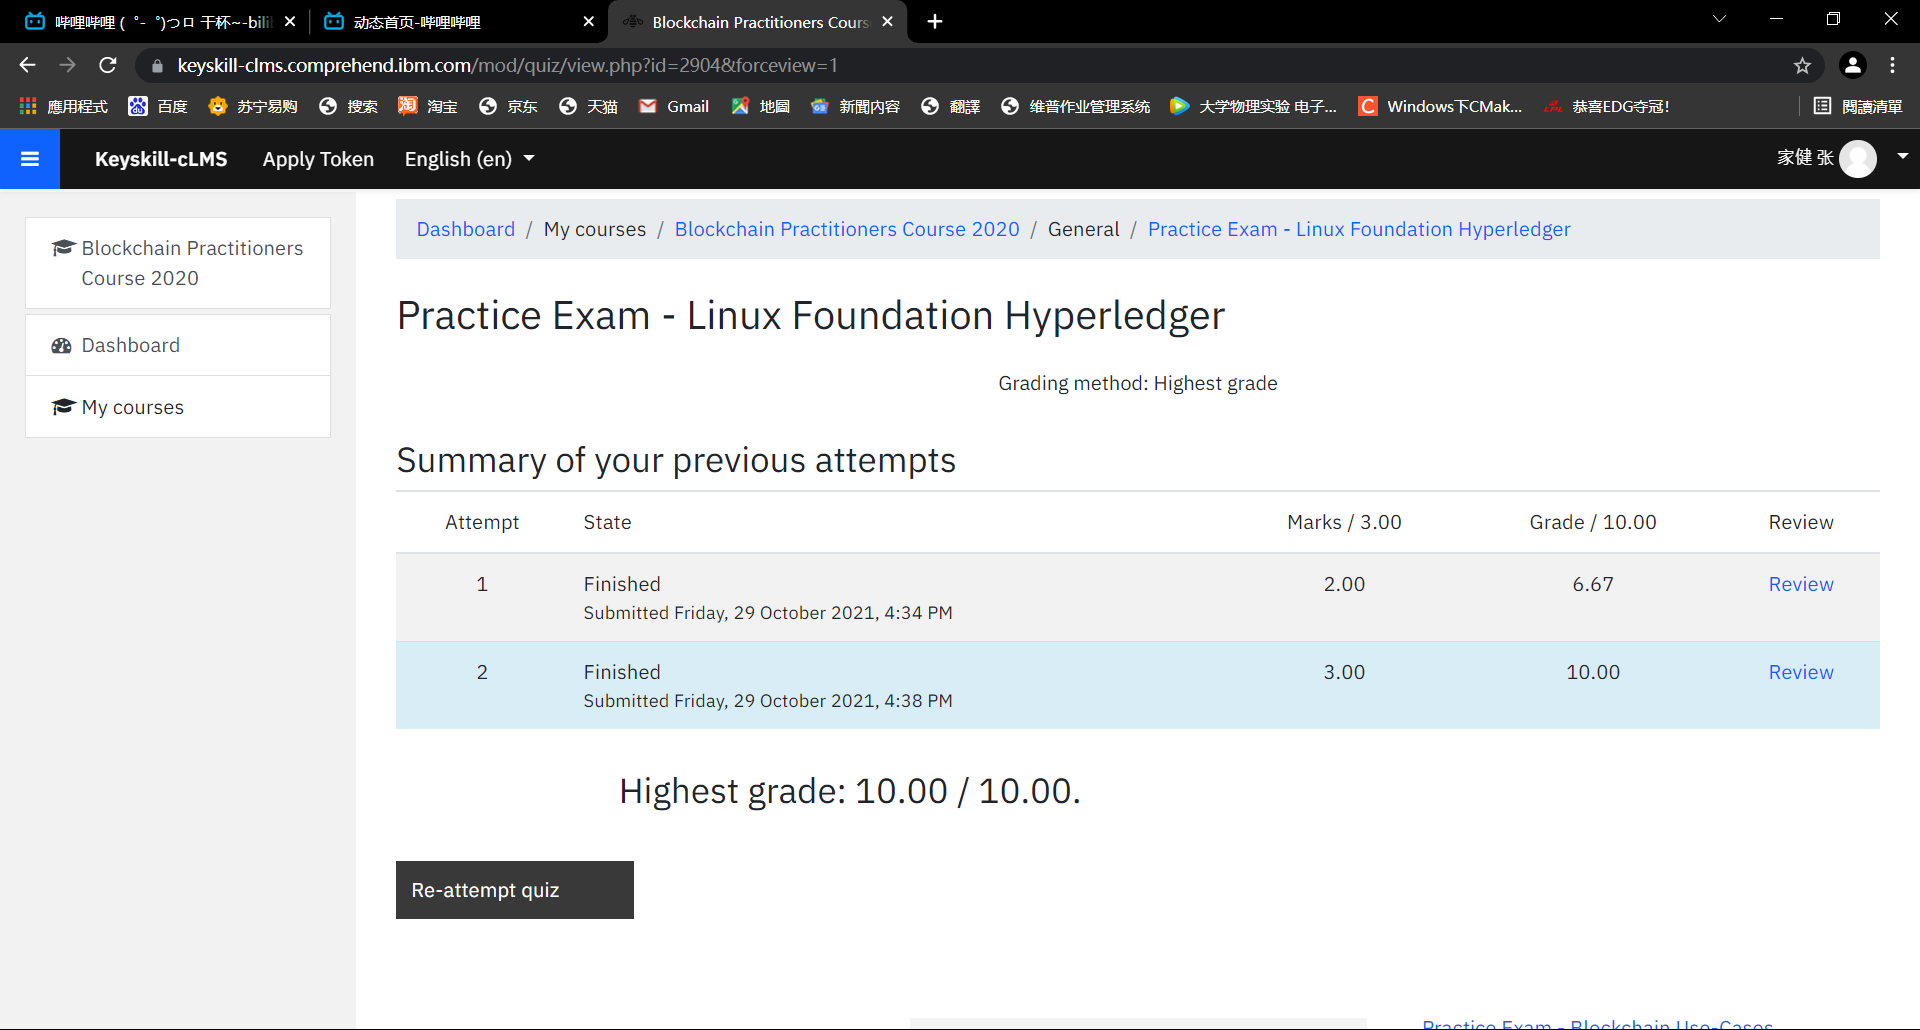 哔哩哔哩 (゜-゜)つロ 干杯~-bili
动态首页-哔哩哔哩
Blockchain Practitioners Cours
keyskill-clms.comprehend.ibm.com/mod/quiz/view.php?id=2904&forceview=1
應用程式 百度 苏宁易购 搜索 淘宝 京东 天猫 Gmail 地圖 新聞內容 翻譯 维普作业管理系统 大学物理实验 电子... Windows下CMak... 恭喜EDG夺冠! 閱讀清單
Keyskill-cLMS Apply Token English (en) 家健 张
Dashboard / My courses / Blockchain Practitioners Course 2020 / General / Practice Exam - Linux Foundation Hyperledger
Blockchain Practitioners
Course 2020
Dashboard
My courses
Practice Exam - Linux Foundation Hyperledger
Grading method: Highest grade
Summary of your previous attempts
Attempt State Marks / 3.00 Grade / 10.00 Review
1 Finished 2.00 6.67 Review
Submitted Friday, 29 October 2021, 4:34 PM
2 Finished 3.00 10.00 Review
Submitted Friday, 29 October 2021, 4:38 PM
Highest grade: 10.00 / 10.00.
Re-attempt quiz
Practice Exam - Blockchain Use-Cases